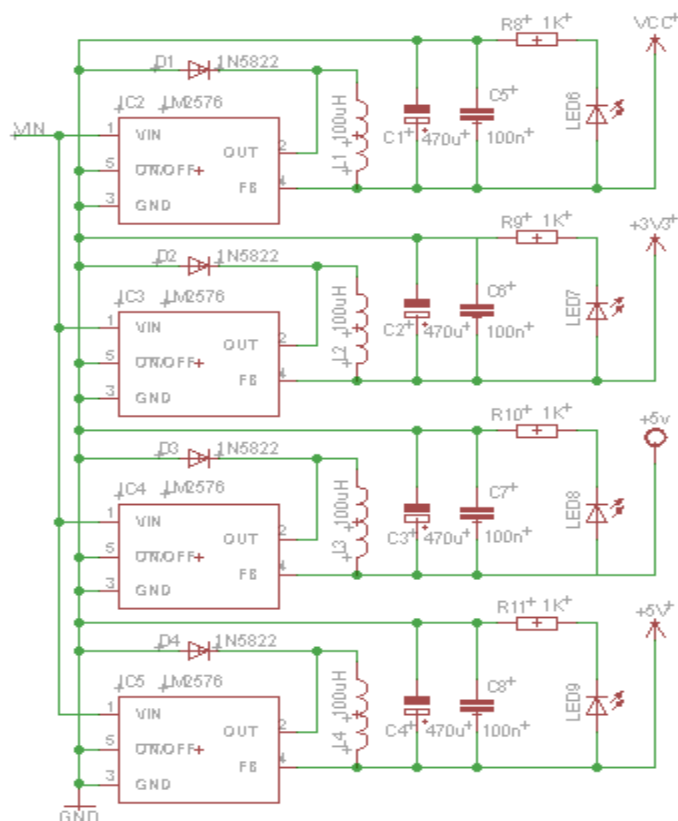 R8 1K VCC
D1 1N5822
IC2 LM2576
VIN
1 VIN
OUT 2
5 ON/OFF
FB 4
3 GND
100uH
L1
C1 470u
C5
100n
LED6
R9 1K +3V3
D2 1N5822
IC3 LM2576
1 VIN
OUT 2
5 ON/OFF
FB 4
3 GND
100uH
L2
C2 470u
C6
100n
LED7
R10 1K +5v
D3 1N5822
IC4 LM2576
1 VIN
OUT 2
5 ON/OFF
FB 4
3 GND
100uH
L3
C3 470u
C7
100n
LED8
R11 1K +5V
D4 1N5822
IC5 LM2576
1 VIN
OUT 2
5 ON/OFF
FB 4
3 GND
100uH
L4
C4 470u
C8
100n
LED9
GND